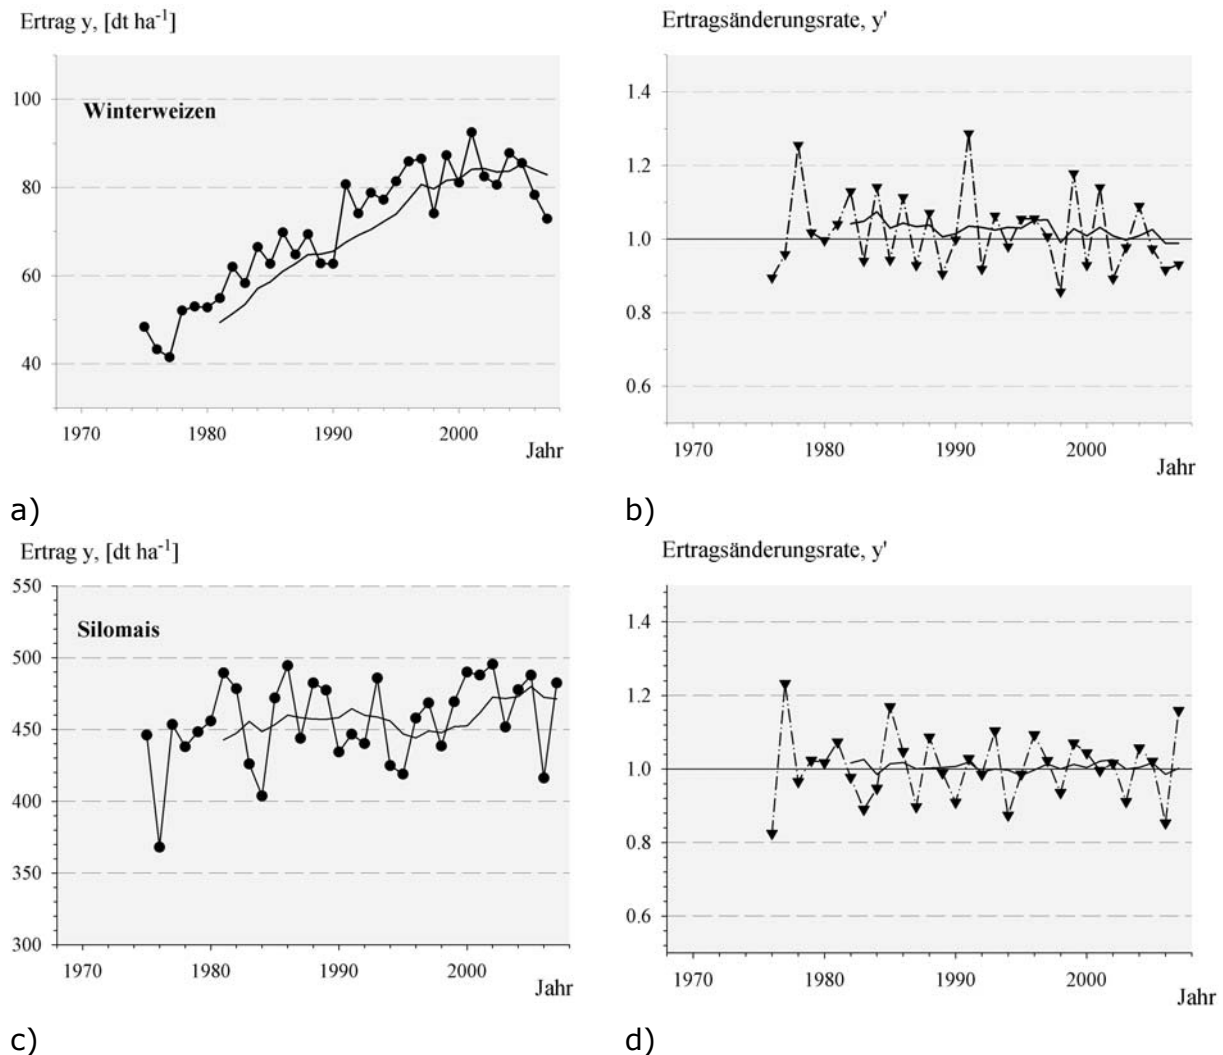 Ertrag y, [dt ha⁻¹]
100
80
60
40
Winterweizen
1970 1980 1990 2000
Jahr
a)
Ertragsänderungsrate, y'
1.4
1.2
1.0
0.8
0.6
1970 1980 1990 2000
Jahr
b)
Ertrag y, [dt ha⁻¹]
550
500
450
400
350
300
Silomais
1970 1980 1990 2000
Jahr
c)
Ertragsänderungsrate, y'
1.4
1.2
1.0
0.8
0.6
1970 1980 1990 2000
Jahr
d)